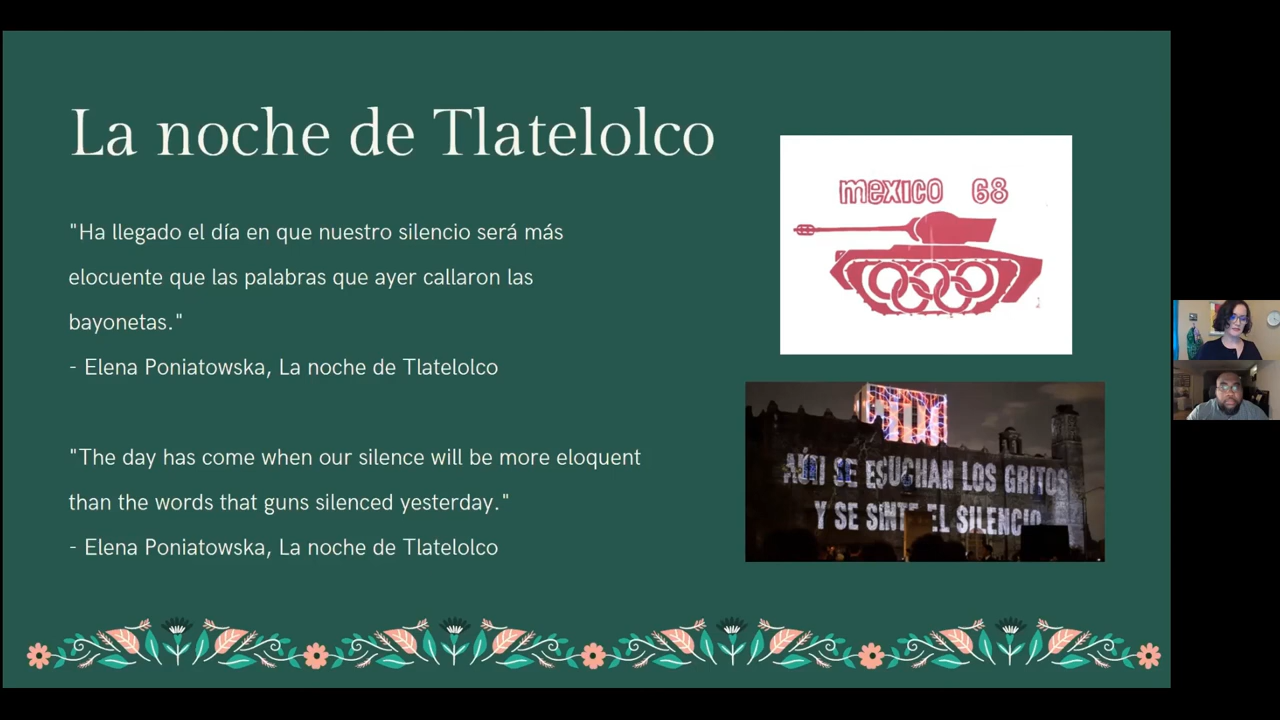 La noche de Tlatelolco
"Ha llegado el día en que nuestro silencio será más
elocuente que las palabras que ayer callaron las
bayonetas."
- Elena Poniatowska, La noche de Tlatelolco
"The day has come when our silence will be more eloquent
than the words that guns silenced yesterday."
- Elena Poniatowska, La noche de Tlatelolco
mexico 68
AÚN SE ESUCHAN LOS GRITOS
Y SE SINTE EL SILENCIO